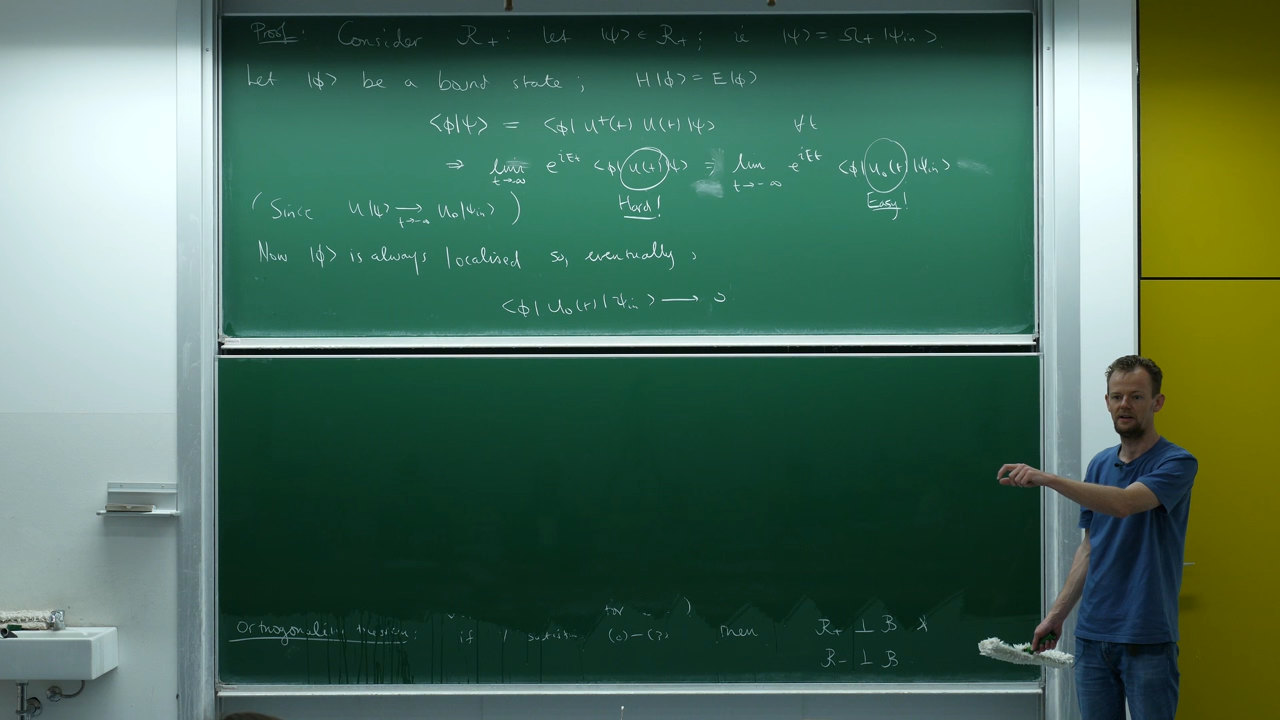 Proof: Consider R₊: let |ψ> ∈ R₊; ie |ψ> = Ω₊ |ψin>.
Let |φ> be a bound state; H|φ> = E|φ>
<φ|ψ> = <φ| U†(t) U(t) |ψ> ∀t
⇒ lim t→-∞ e^{iEt} <φ| U(t) |ψ> = lim t→-∞ e^{iEt} <φ| U₀(t) |ψin>
(Since U|ψ> →t→-∞ U₀|ψin>) Hard! Easy!
Now |φ> is always localised so, eventually,
<φ| U₀(t) |ψin> → 0
for )
Orthogonality theorem: if then R₊ ⊥ B
R₋ ⊥ B